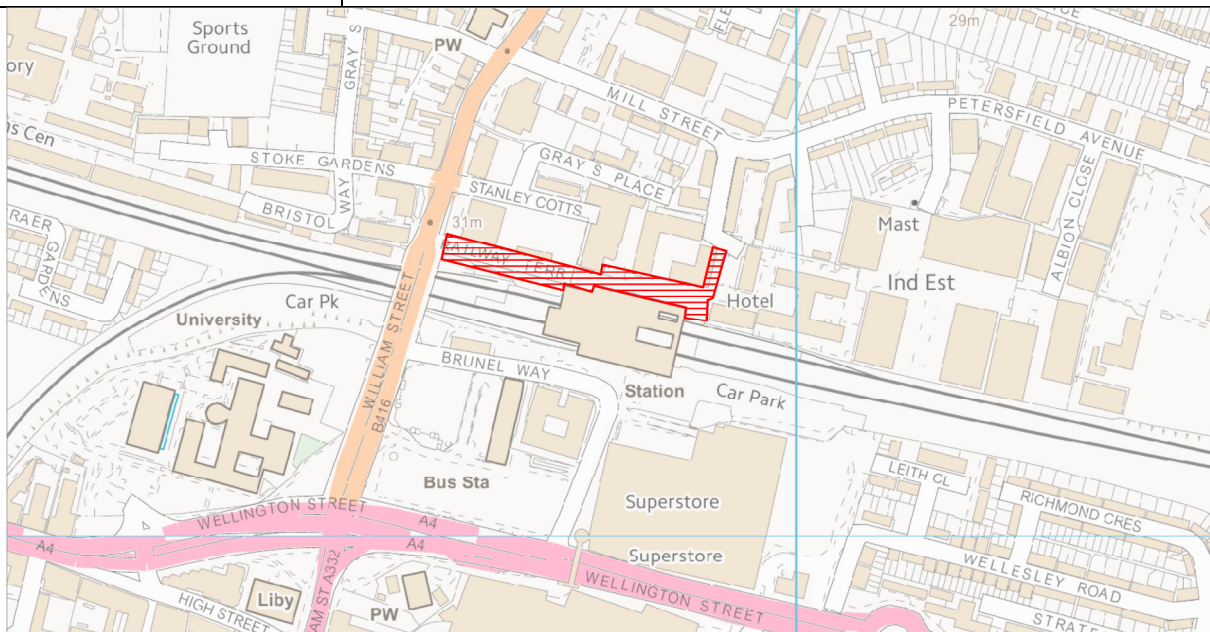 Sports
Ground
PW
29m
GRAY S
ory
MILL STREET
PETERSFIELD AVENUE
ns Cen
STOKE GARDENS
GRAY S PLACE
STANLEY COTTS
WAY
BRISTOL
RAER GARDENS
31m
RAILWAY TERR
Mast
ALBION CLOSE
Ind Est
Hotel
Car Pk
University
WILLIAM STREET
B416
BRUNEL WAY
Station
Car Park
Bus Sta
LEITH CL
Superstore
RICHMOND CRES
WELLINGTON STREET
A4
A4
A4
Superstore
WELLESLEY ROAD
WELLINGTON STREET
HIGH STREET
Liby
AM ST A332
PW
STRATF